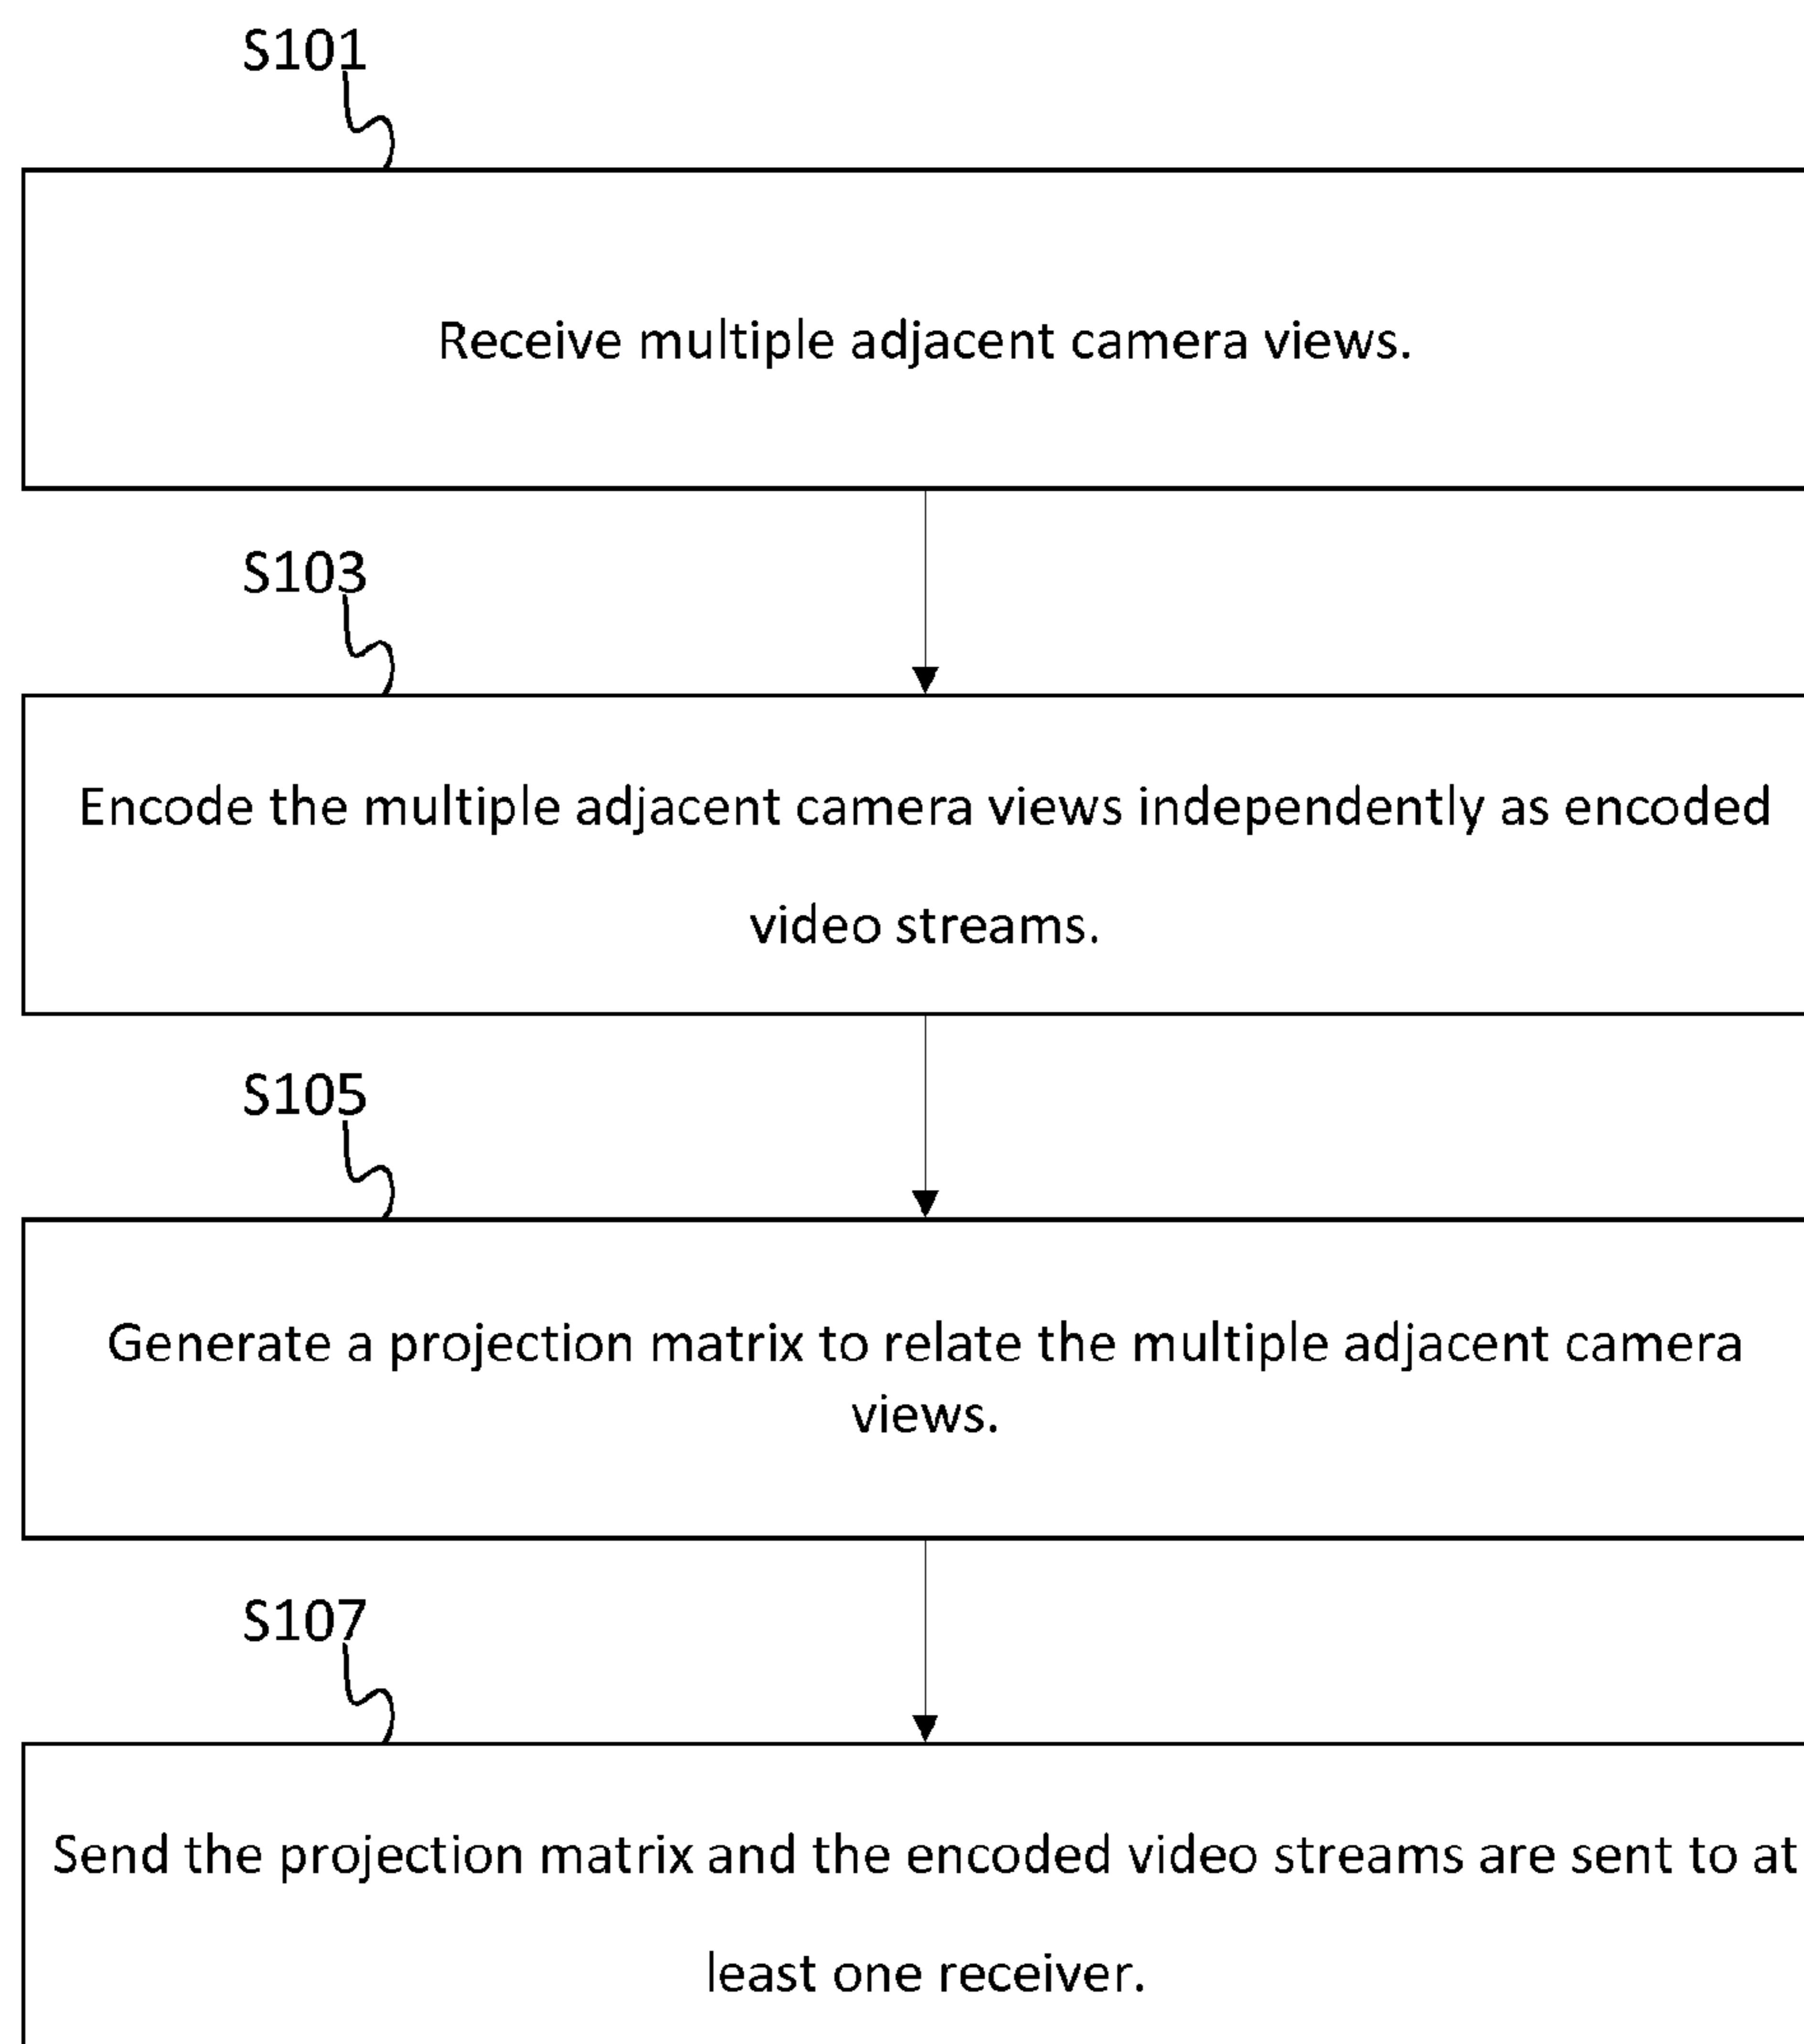 S101
Receive multiple adjacent camera views.
S103
Encode the multiple adjacent camera views independently as encoded
video streams.
S105
Generate a projection matrix to relate the multiple adjacent camera
views.
S107
Send the projection matrix and the encoded video streams are sent to at
least one receiver.